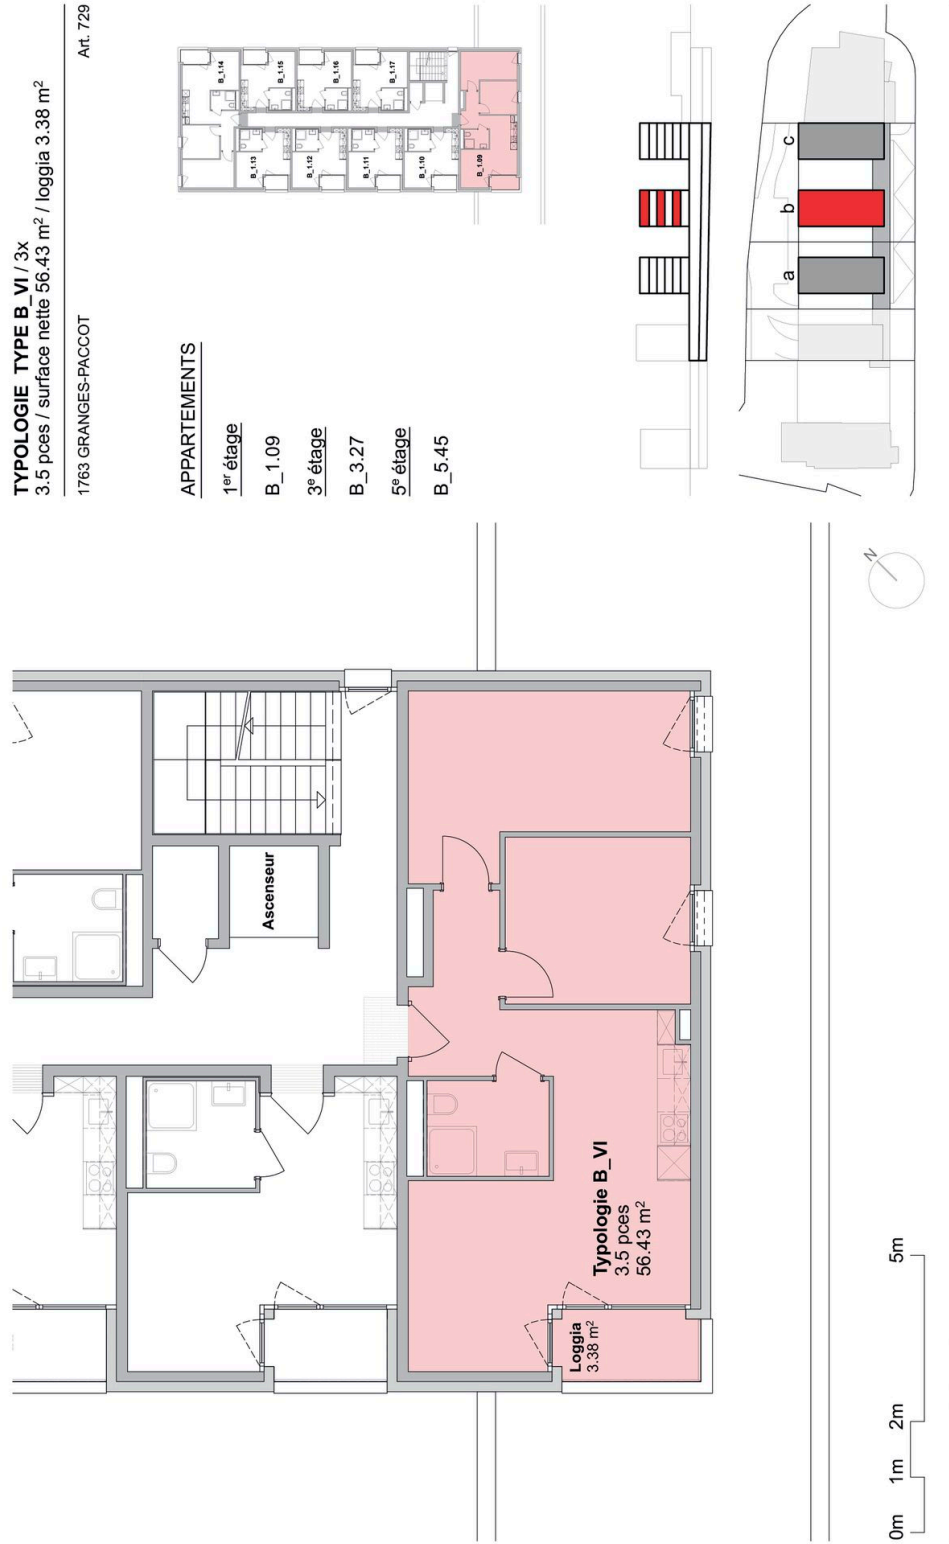 TYPOLOGIE TYPE B_VI / 3x
3.5 pces / surface nette 56.43 m² / loggia 3.38 m²
1763 GRANGES-PACCOT
Art. 729
APPARTEMENTS
1er étage
B_1.09
3e étage
B_3.27
5e étage
B_5.45
B_1.14
B_1.15
B_1.16
B_1.17
B_1.13
B_1.12
B_1.11
B_1.10
B_1.09
a
b
c
Ascenseur
Typologie B_VI
3.5 pces
56.43 m²
Loggia
3.38 m²
N
0m
1m
2m
5m